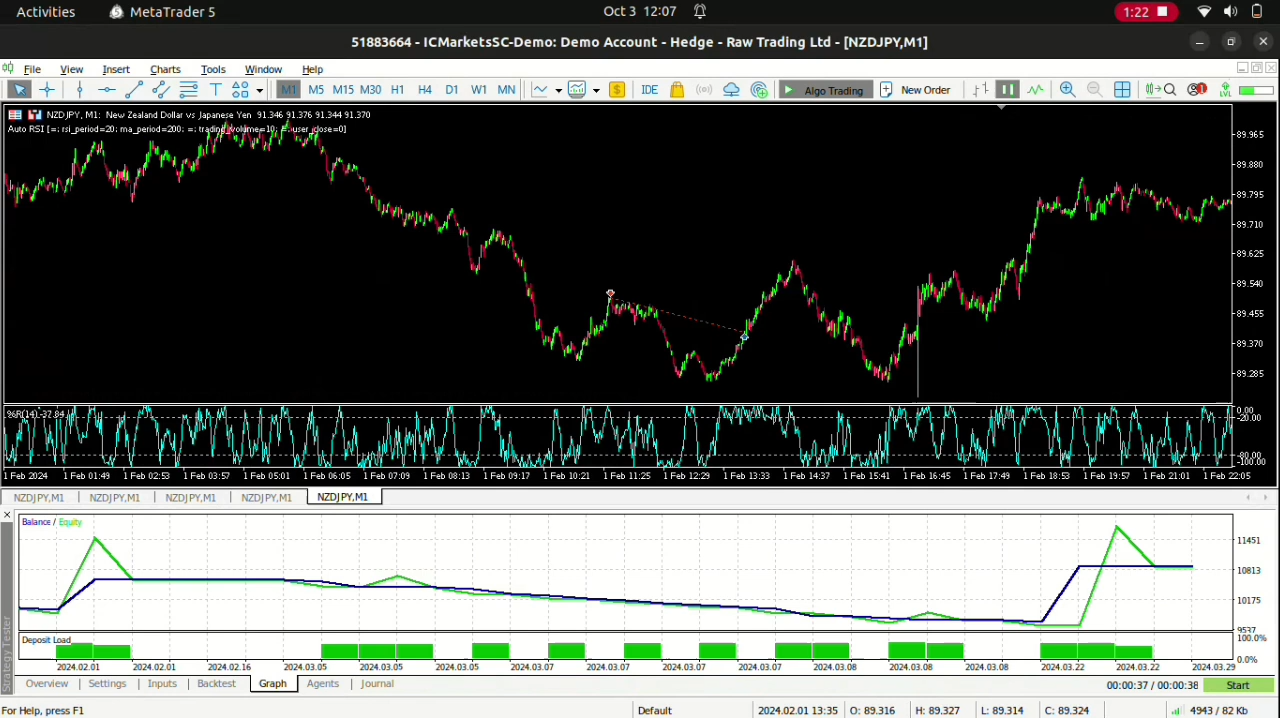 Activities MetaTrader 5 Oct 3 12:07 1:22
51883664 - ICMarketsSC-Demo: Demo Account - Hedge - Raw Trading Ltd - [NZDJPY,M1]
File View Insert Charts Tools Window Help
M1 M5 M15 M30 H1 H4 D1 W1 MN IDE Algo Trading New Order
NZDJPY, M1: New Zealand Dollar vs Japanese Yen 91.346 91.376 91.344 91.370
89.965
89.880
89.795
89.710
89.625
89.540
89.455
89.370
89.285
%R(14) -37.84
0.00
-20.00
-80.00
-100.00
1 Feb 2024 1 Feb 01:49 1 Feb 02:53 1 Feb 03:57 1 Feb 05:01 1 Feb 06:05 1 Feb 07:09 1 Feb 08:13 1 Feb 09:17 1 Feb 10:21 1 Feb 11:25 1 Feb 12:29 1 Feb 13:33 1 Feb 14:37 1 Feb 15:41 1 Feb 16:45 1 Feb 17:49 1 Feb 18:53 1 Feb 19:57 1 Feb 21:01 1 Feb 22:05
NZDJPY,M1 NZDJPY,M1 NZDJPY,M1 NZDJPY,M1 NZDJPY,M1
Balance / Equity
11451
10813
10175
9537
Deposit Load
100.0%
0.0%
2024.02.01 2024.02.01 2024.02.16 2024.03.05 2024.03.05 2024.03.05 2024.03.07 2024.03.07 2024.03.07 2024.03.07 2024.03.08 2024.03.08 2024.03.08 2024.03.22 2024.03.22 2024.03.29
Strategy Tester
Overview Settings Inputs Backtest Graph Agents Journal 00:00:37 / 00:00:38 Start
For Help, press F1 Default 2024.02.01 13:35 O: 89.316 H: 89.327 L: 89.314 C: 89.324 4943 / 82 Kb